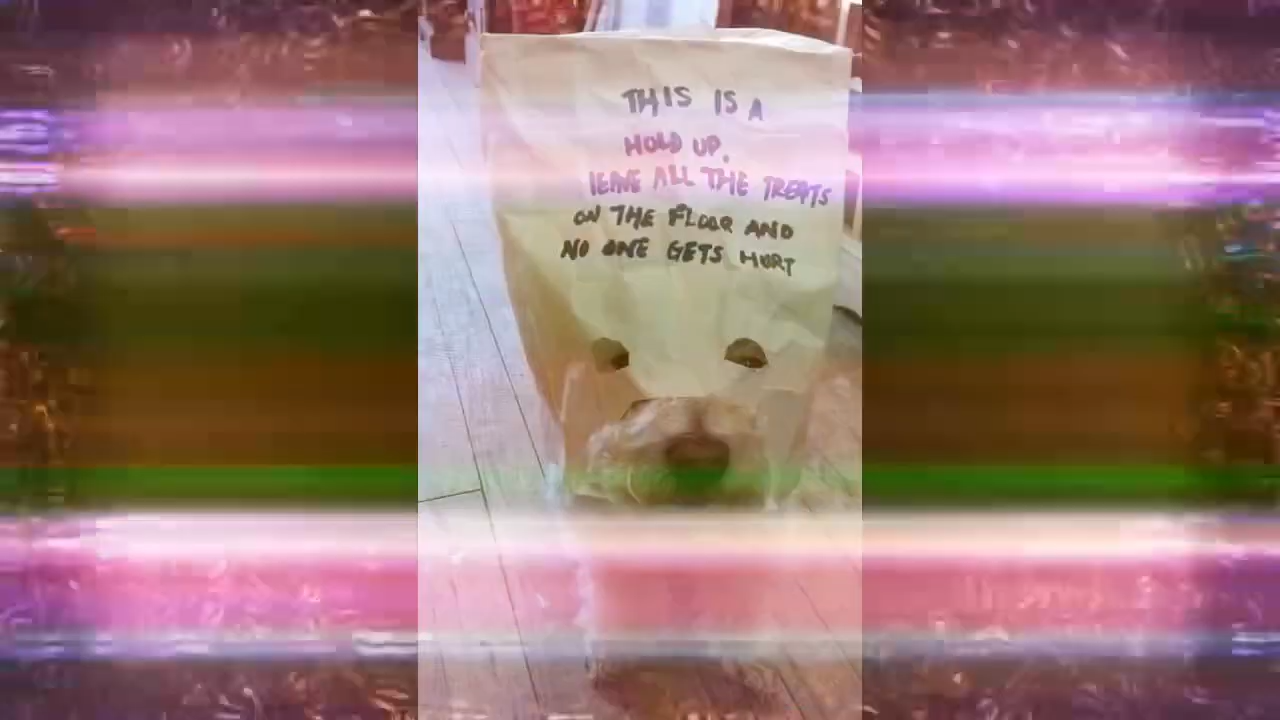 THIS IS A
HOLD UP.
lEAVE ALL THE TREATS
ON THE FLOOR AND
NO ONE GETS HURT